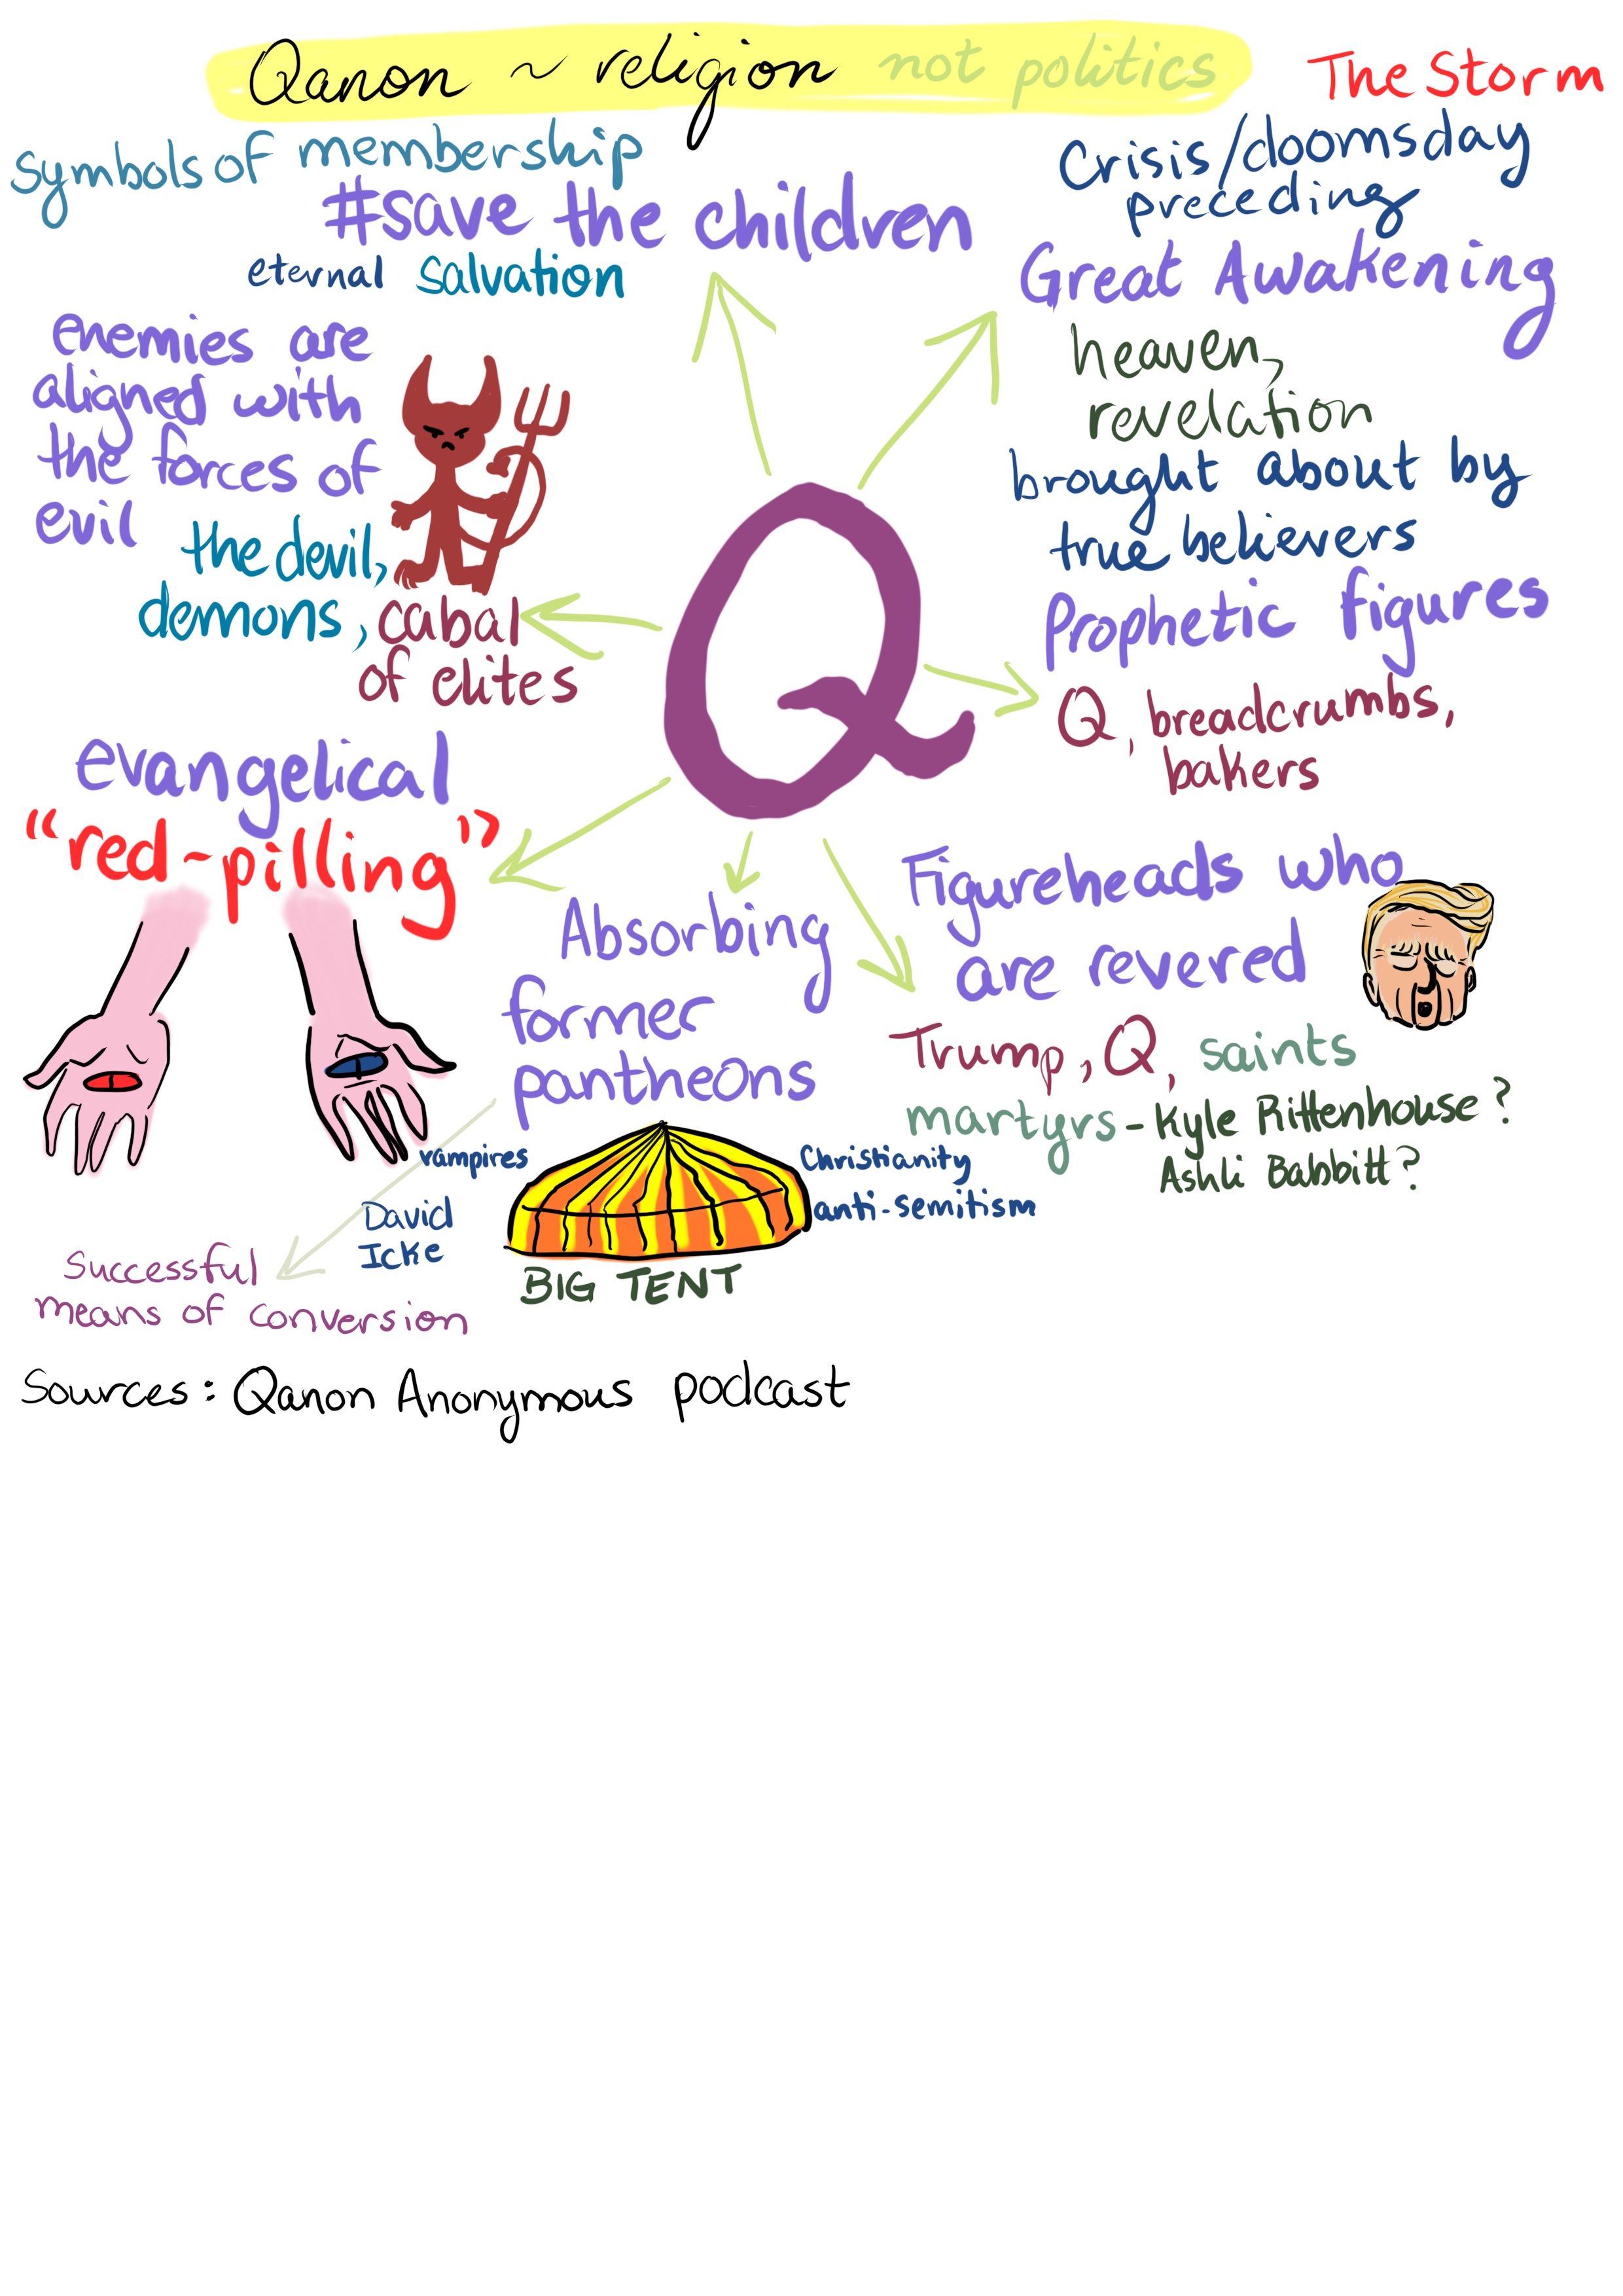 Qanon ~ religion not politics
The Storm
Symbols of membership
#save the children
eternal salvation
Crisis/doomsday
preceding
Great Awakening
heaven,
revelation
brought about by
true believers
enemies are
aligned with
the forces of
evil
the devil,
demons, cabal
of elites
Q
Prophetic figures
Q, breadcrumbs,
bakers
evangelical
"red-pilling"
Absorbing
former
pantheons
Figureheads who
are revered
Trump, Q, saints
martyrs - Kyle Rittenhouse?
Ashli Babbitt?
vampires
David
Icke
Christianity
anti-semitism
BIG TENT
Successful
means of conversion
Sources: Qanon Anonymous podcast